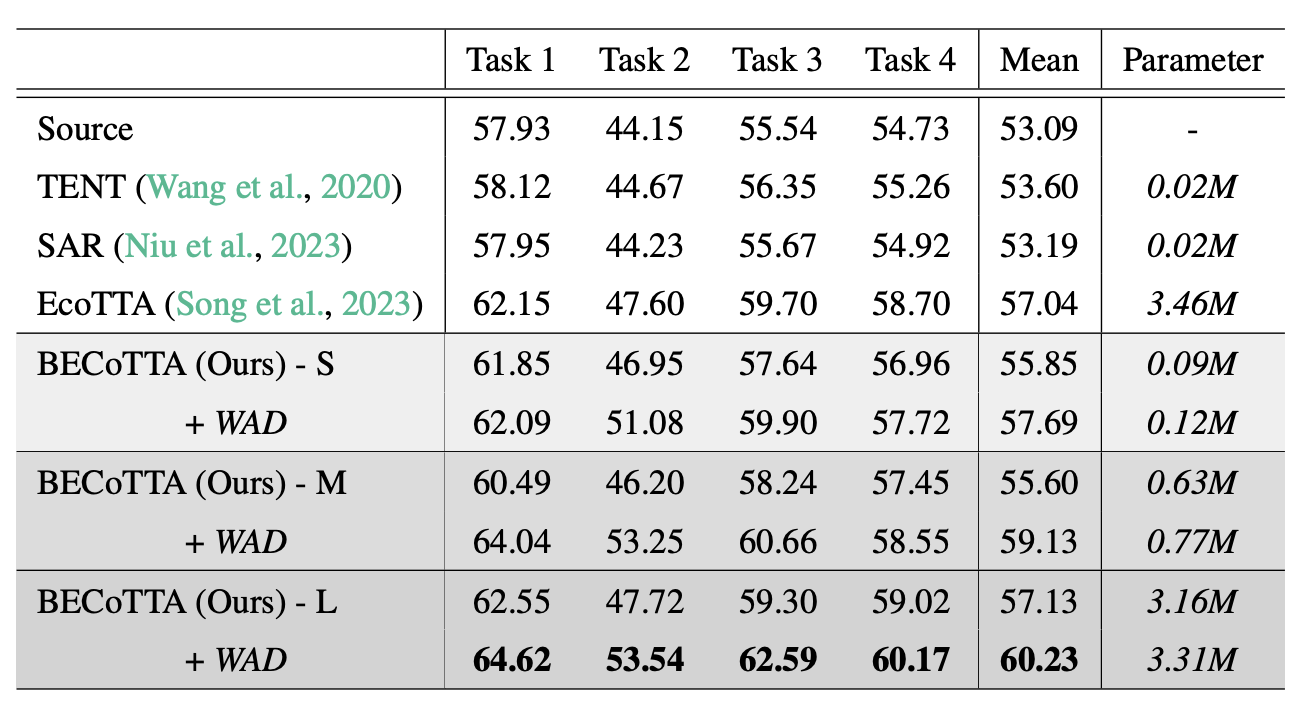 Task 1 Task 2 Task 3 Task 4 Mean Parameter
Source 57.93 44.15 55.54 54.73 53.09 -
TENT (Wang et al., 2020) 58.12 44.67 56.35 55.26 53.60 0.02M
SAR (Niu et al., 2023) 57.95 44.23 55.67 54.92 53.19 0.02M
EcoTTA (Song et al., 2023) 62.15 47.60 59.70 58.70 57.04 3.46M
BECoTTA (Ours) - S 61.85 46.95 57.64 56.96 55.85 0.09M
+ WAD 62.09 51.08 59.90 57.72 57.69 0.12M
BECoTTA (Ours) - M 60.49 46.20 58.24 57.45 55.60 0.63M
+ WAD 64.04 53.25 60.66 58.55 59.13 0.77M
BECoTTA (Ours) - L 62.55 47.72 59.30 59.02 57.13 3.16M
+ WAD 64.62 53.54 62.59 60.17 60.23 3.31M